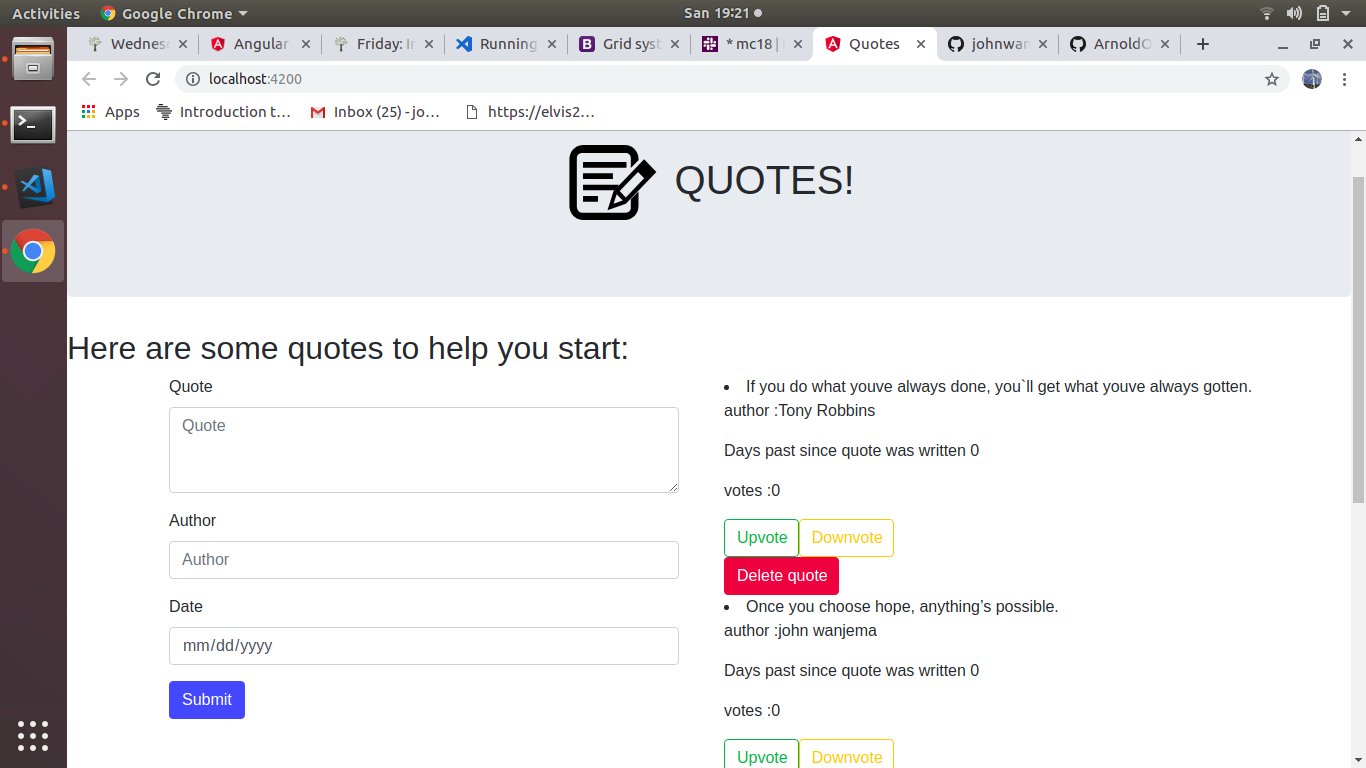 Activities Google Chrome San 19:21
Wednes Angular Friday: In Running Grid syst * mc18 | Quotes johnwan ArnoldO
localhost:4200
Apps Introduction t… Inbox (25) - jo… https://elvis2…
QUOTES!
Here are some quotes to help you start:
Quote
Quote
Author
Author
Date
mm/dd/yyyy
Submit
If you do what youve always done, you`ll get what youve always gotten.
author :Tony Robbins
Days past since quote was written 0
votes :0
Upvote Downvote
Delete quote
Once you choose hope, anything’s possible.
author :john wanjema
Days past since quote was written 0
votes :0
Upvote Downvote